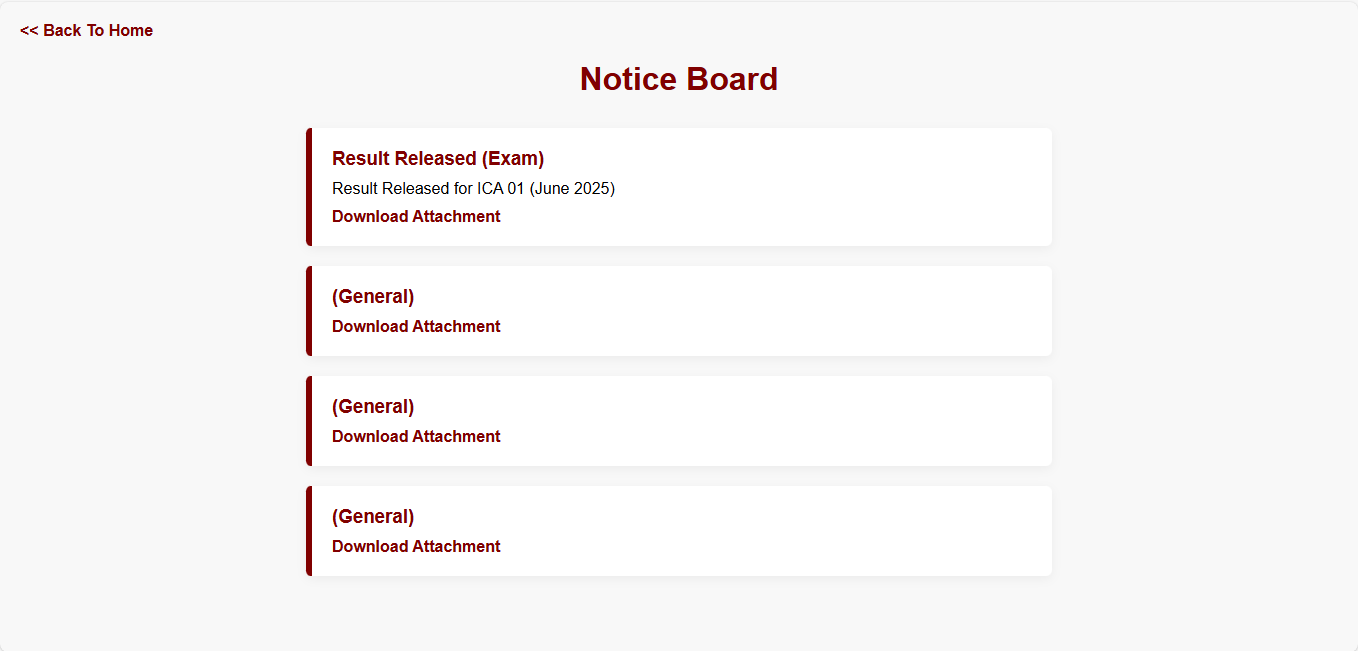 << Back To Home
Notice Board
Result Released (Exam)
Result Released for ICA 01 (June 2025)
Download Attachment
(General)
Download Attachment
(General)
Download Attachment
(General)
Download Attachment